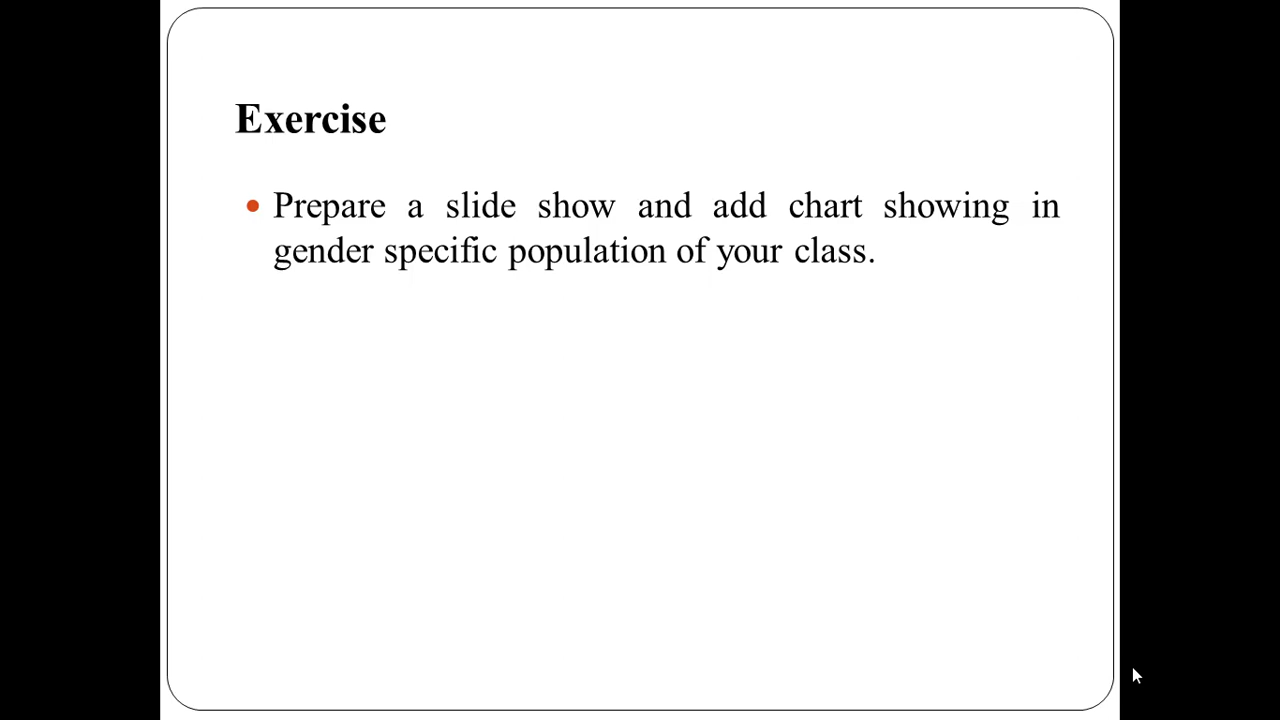 Exercise
Prepare a slide show and add chart showing in
gender specific population of your class.